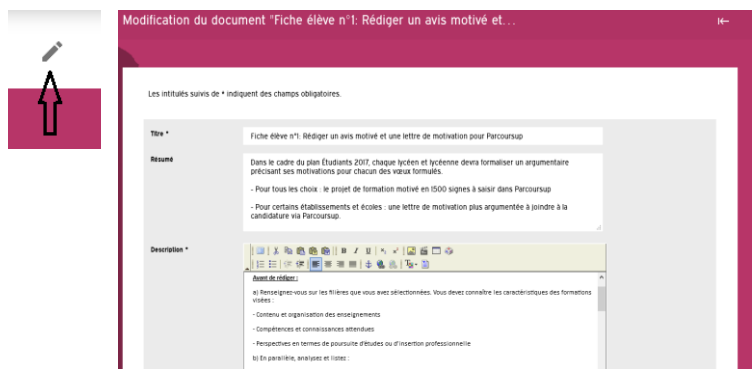 Modification du document "Fiche élève n°1: Rédiger un avis motivé et...
Les intitulés suivis de * indiquent des champs obligatoires.
Titre *
Fiche élève n°1: Rédiger un avis motivé et une lettre de motivation pour Parcoursup
Résumé
Dans le cadre du plan Étudiants 2017, chaque lycéen et lycéenne devra formaliser un argumentaire
précisant ses motivations pour chacun des vœux formulés.
- Pour tous les choix : le projet de formation motivé en 1500 signes à saisir dans Parcoursup
- Pour certains établissements et écoles : une lettre de motivation plus argumentée à joindre à la
candidature via Parcoursup.
Description *
Avant de rédiger :
a) Renseignez-vous sur les filières que vous avez sélectionnées. Vous devez connaître les caractéristiques des formations
visées :
- Contenu et organisation des enseignements
- Compétences et connaissances attendues
- Perspectives en termes de poursuite d'études ou d'insertion professionnelle
b) En parallèle, analysez et listez :